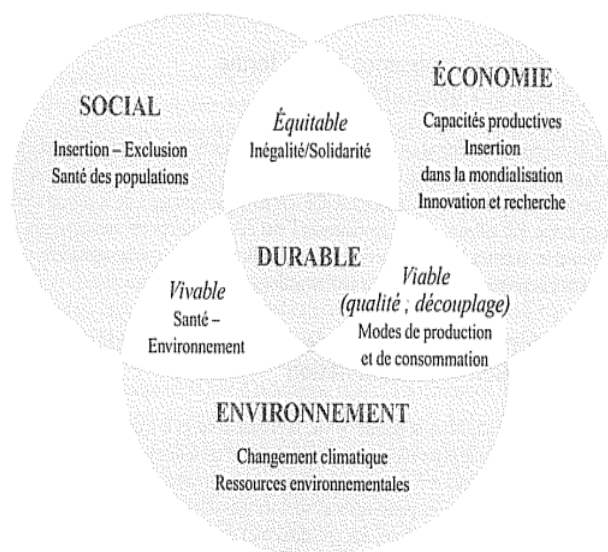 SOCIAL
Insertion – Exclusion
Santé des populations
Équitable
Inégalité/Solidarité
ÉCONOMIE
Capacités productives
Insertion
dans la mondialisation
Innovation et recherche
DURABLE
Vivable
Santé –
Environnement
Viable
(qualité ; découplage)
Modes de production
et de consommation
ENVIRONNEMENT
Changement climatique
Ressources environnementales